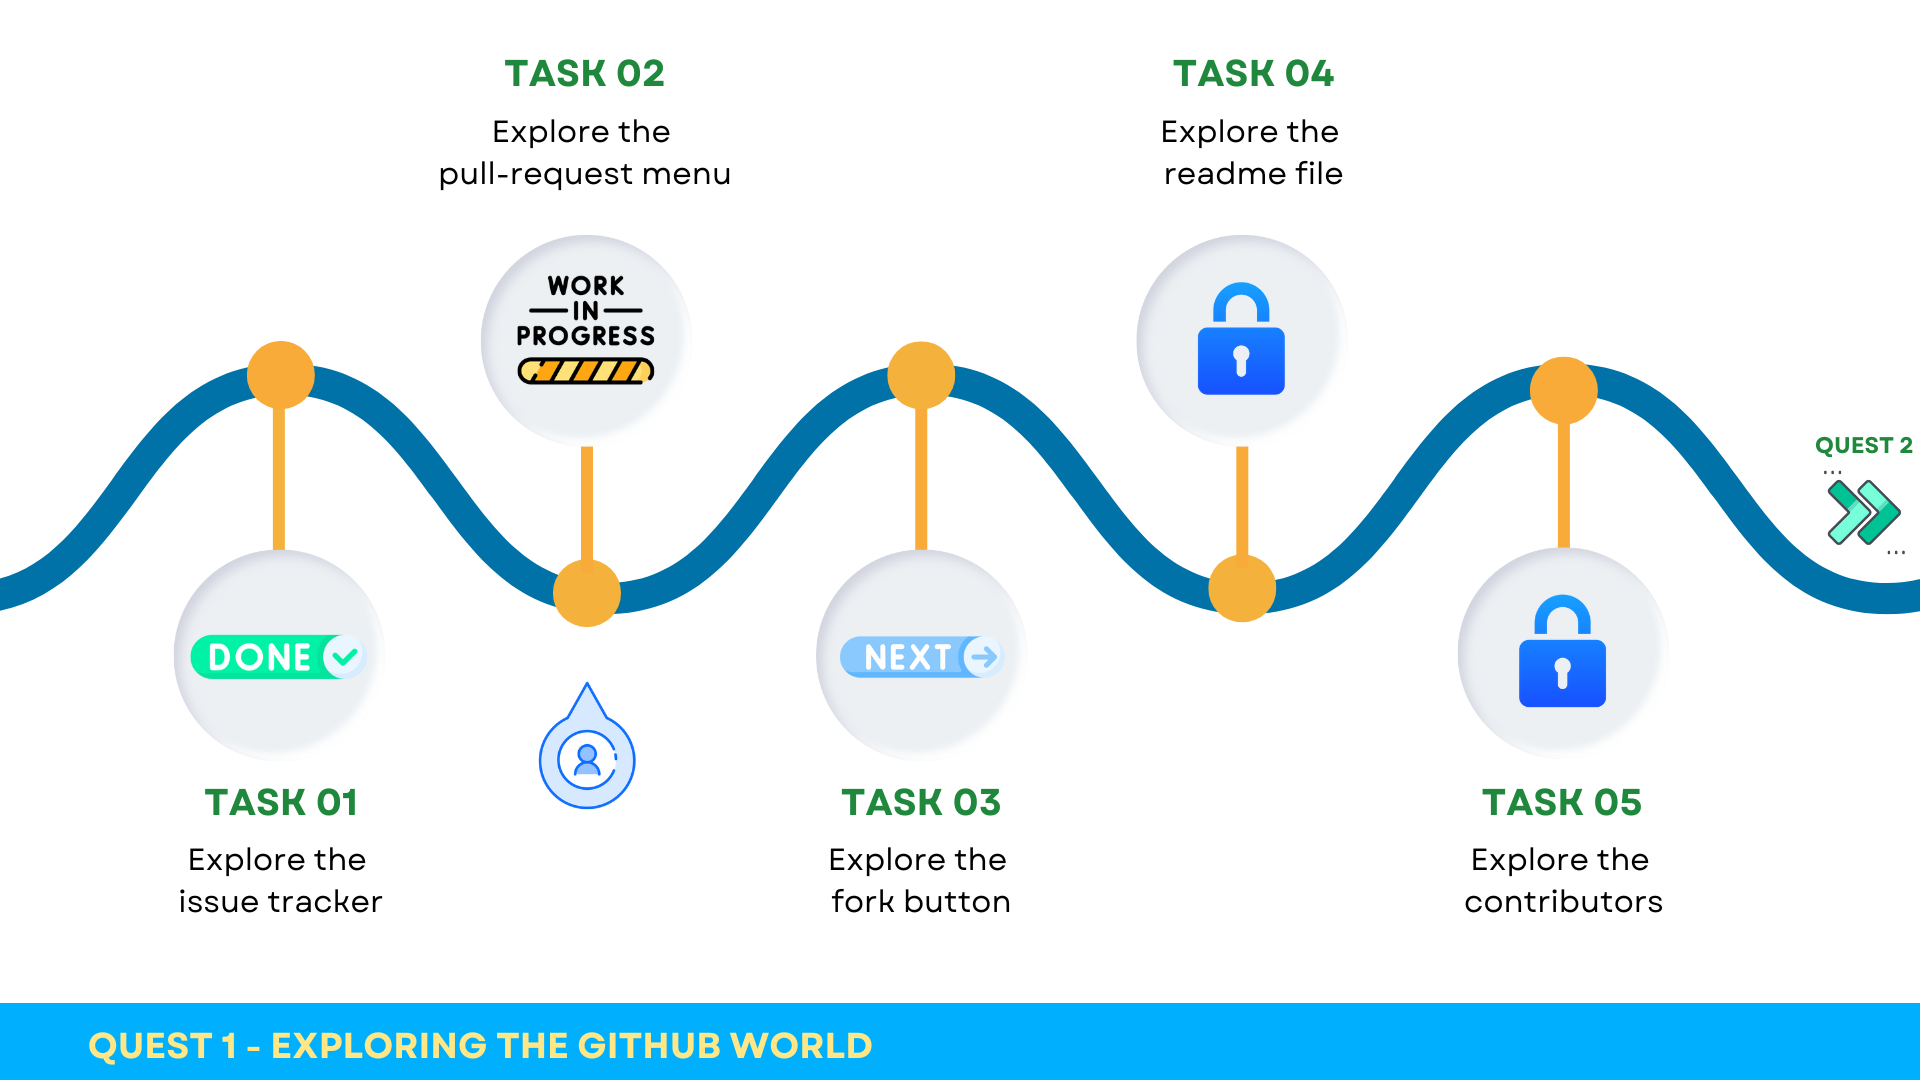 TASK 02
Explore the
pull-request menu
WORK
IN
PROGRESS
TASK 04
Explore the
readme file
QUEST 2
...
...
DONE
TASK 01
Explore the
issue tracker
NEXT
TASK 03
Explore the
fork button
TASK 05
Explore the
contributors
QUEST 1 - EXPLORING THE GITHUB WORLD